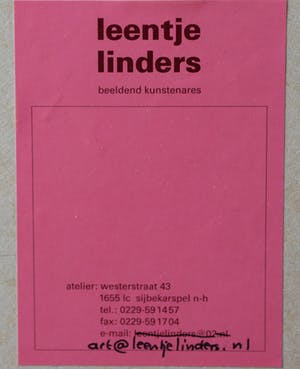 leentje
linders
beeldend kunstenares
atelier: westerstraat 43
1655 lc sijbekarspel n-h
tel.: 0229-591457
fax: 0229-591704
e-mail: leentjelinders@02.nl
art@leentjelinders.nl